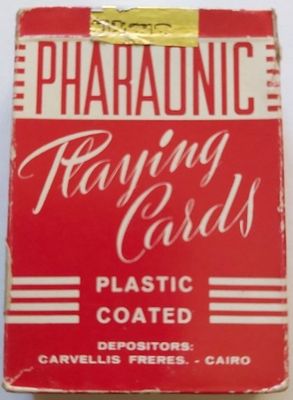 PHARAONIC
Playing
Cards
PLASTIC
COATED
DEPOSITORS:
CARVELLIS FRERES. - CAIRO